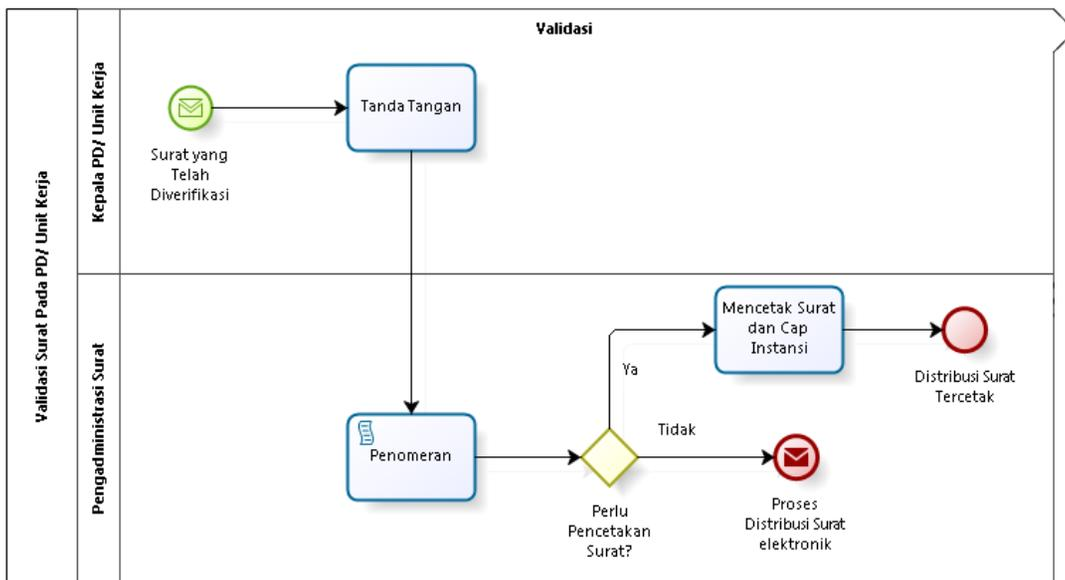 Validasi
Validasi Surat Pada PD/ Unit Kerja
Kepala PD/ Unit Kerja
Surat yang
Telah
Diverifikasi
Tanda Tangan
Pengadministrasi Surat
Penomeran
Perlu
Pencetakan
Surat?
Ya
Mencetak Surat
dan Cap
Instansi
Distribusi Surat
Tercetak
Tidak
Proses
Distribusi Surat
elektronik